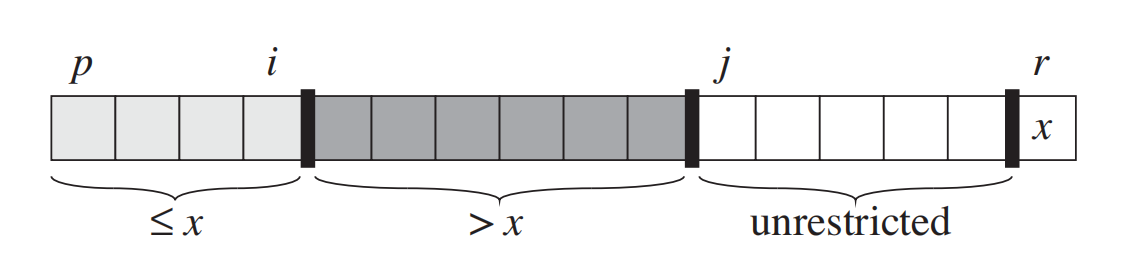 p i j r
x
≤ x > x unrestricted